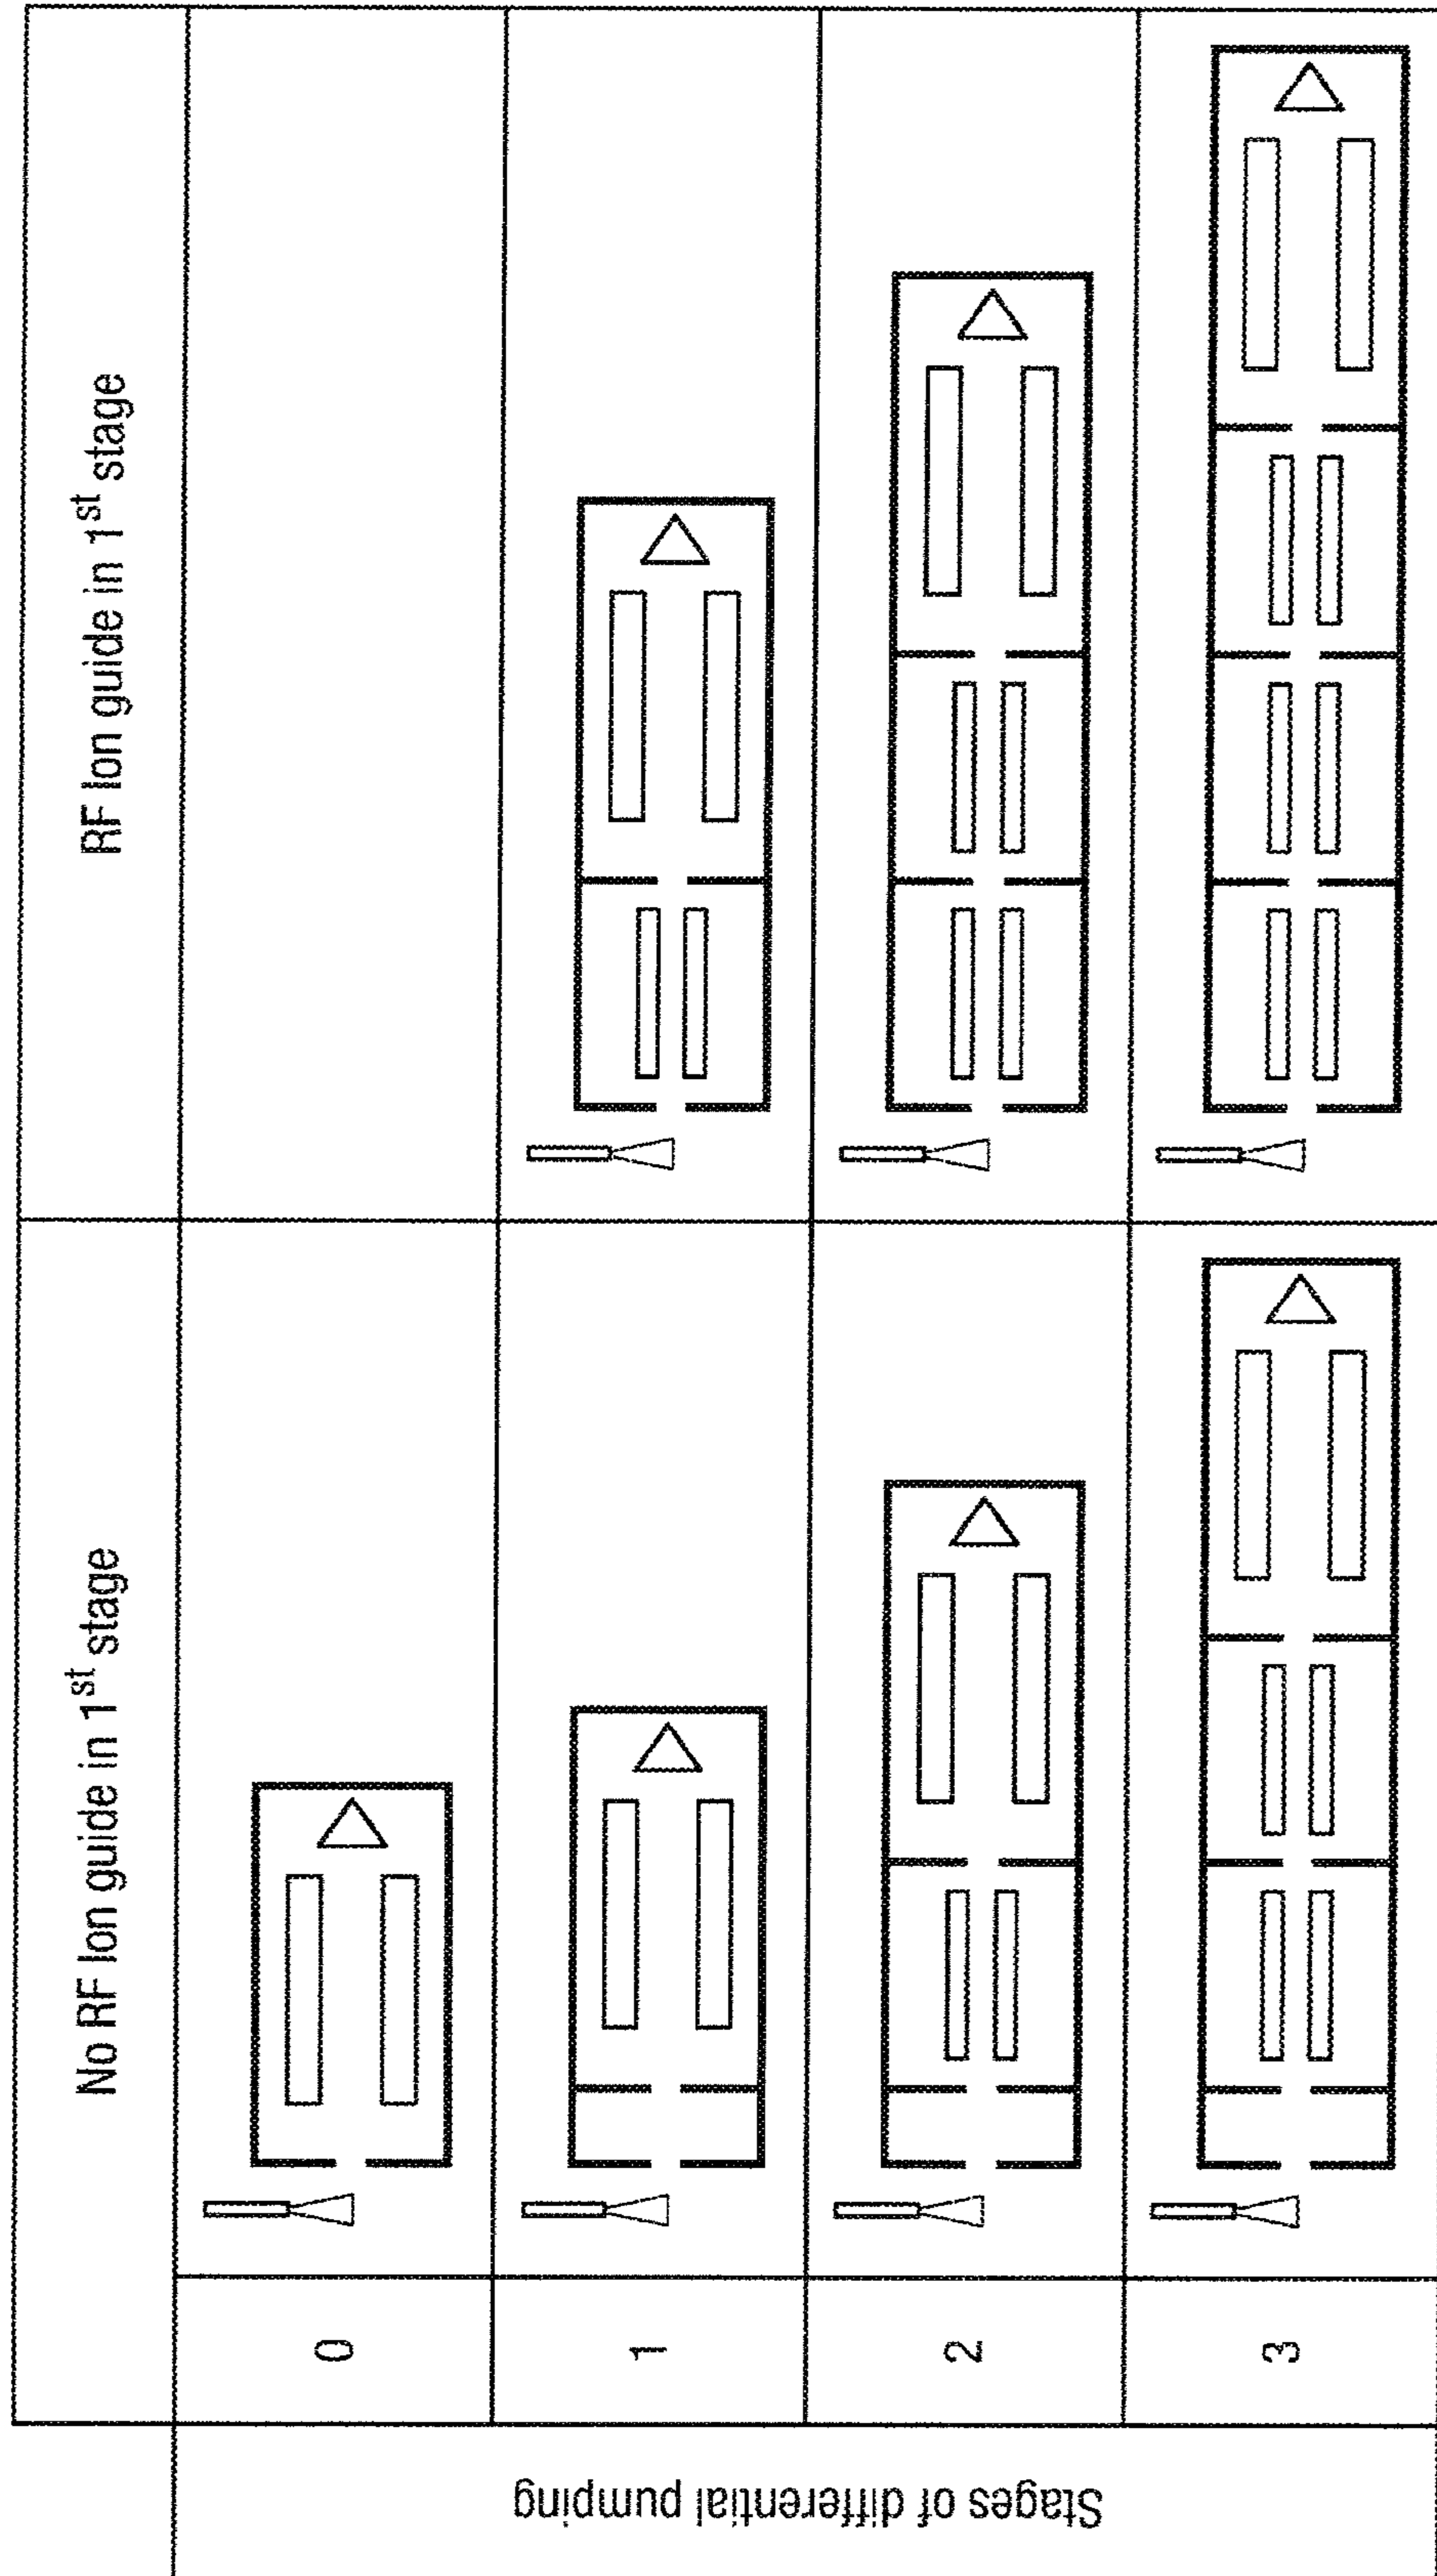 No RF Ion guide in 1st stage
RF Ion guide in 1st stage
Stages of differential pumping
0
1
2
3